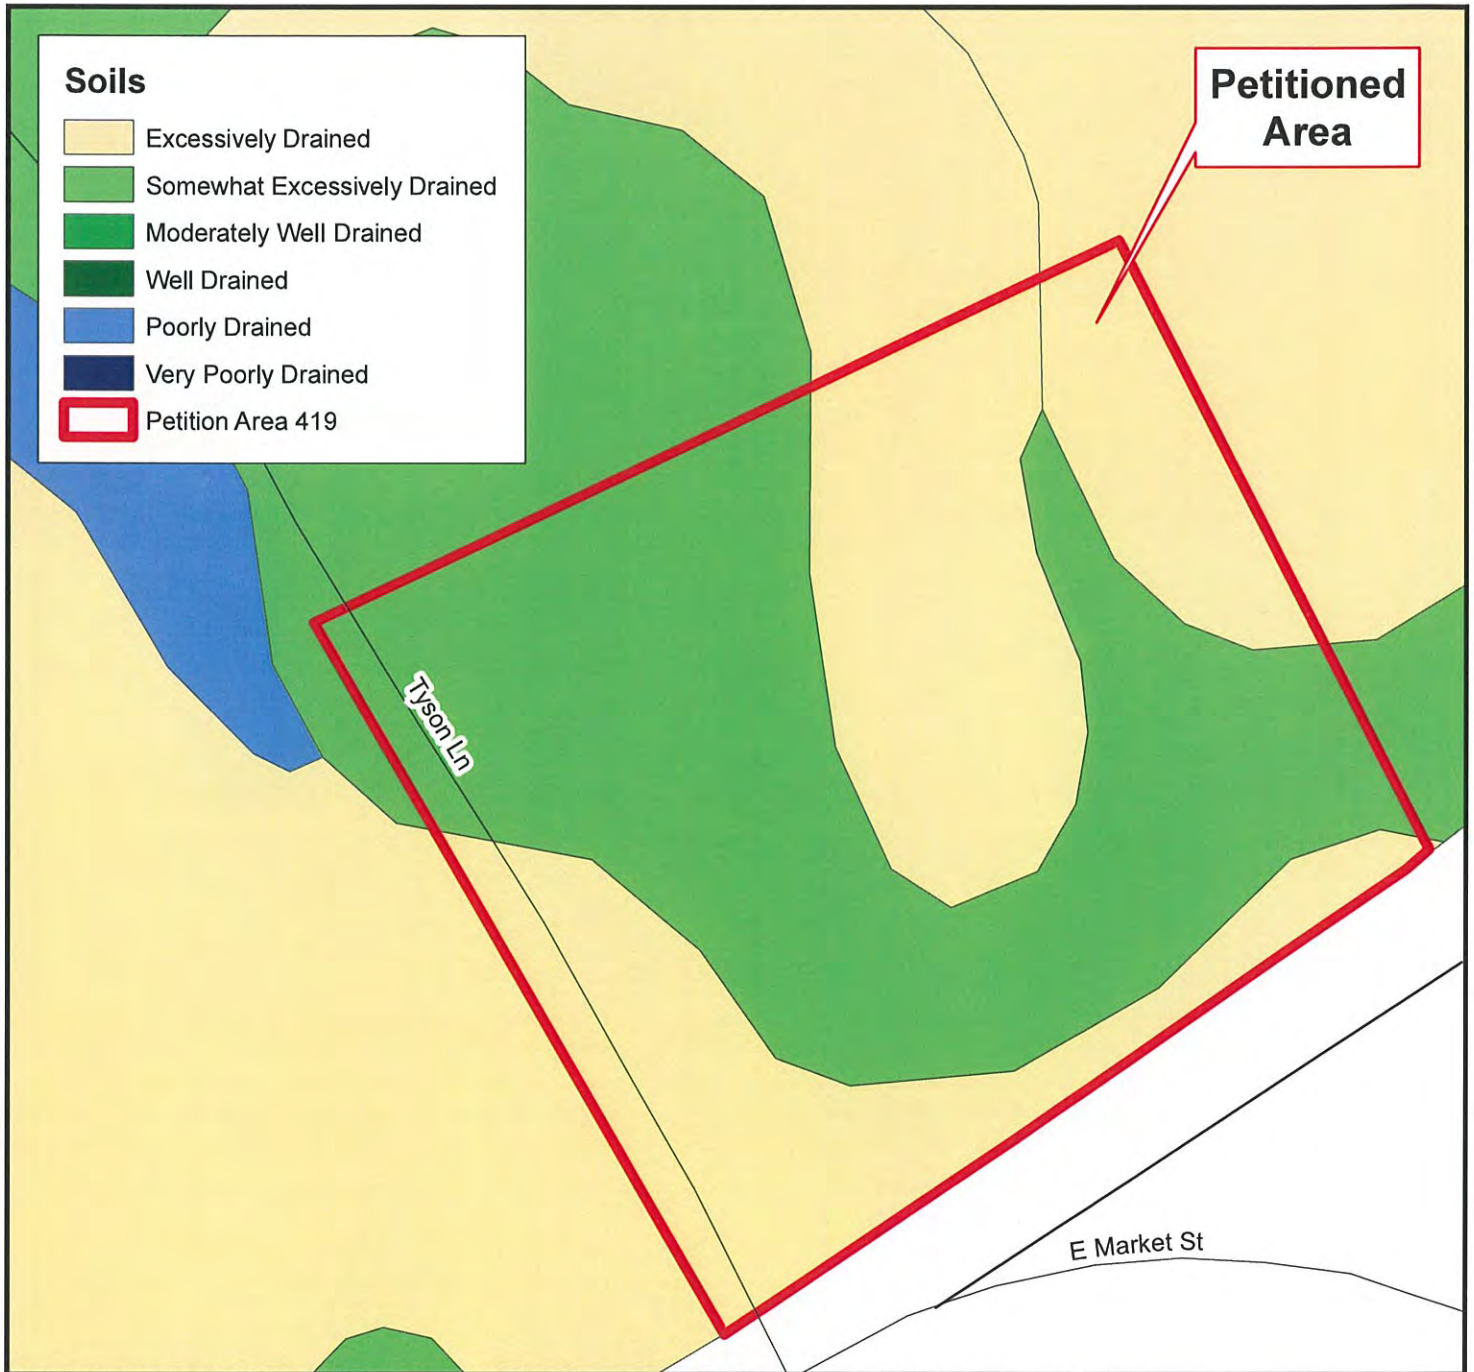 Soils
Excessively Drained
Somewhat Excessively Drained
Moderately Well Drained
Well Drained
Poorly Drained
Very Poorly Drained
Petition Area 419
Petitioned
Area
Tyson Ln
E Market St